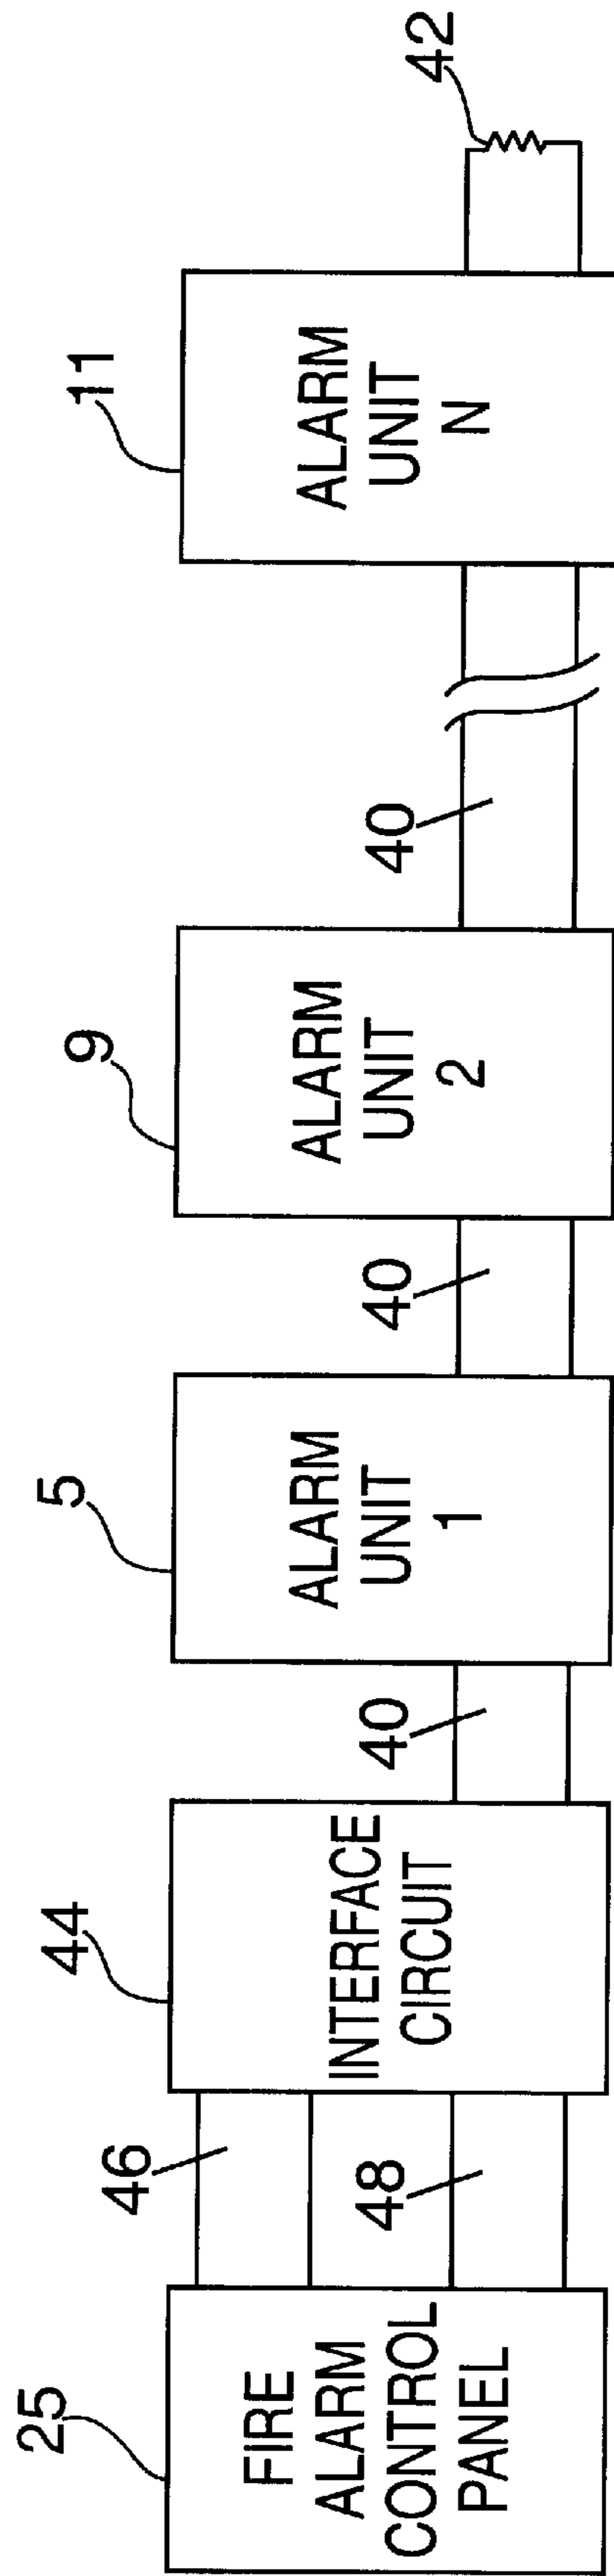 25
FIRE
ALARM
CONTROL
PANEL
46
48
44
INTERFACE
CIRCUIT
40
5
ALARM
UNIT
1
40
9
ALARM
UNIT
2
40
11
ALARM
UNIT
N
42